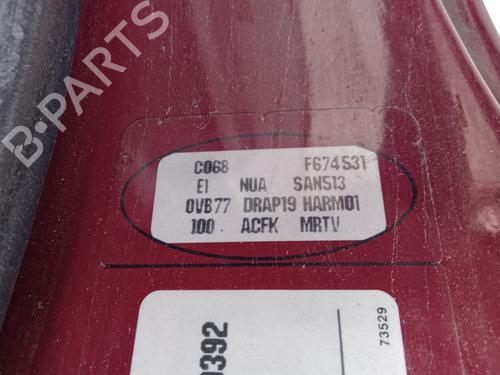 B-PARTS
C068 F674531
E1 NUA SAN513
0VB77 DRAP19 HARM01
100 ACFK MRTV
0392
73529